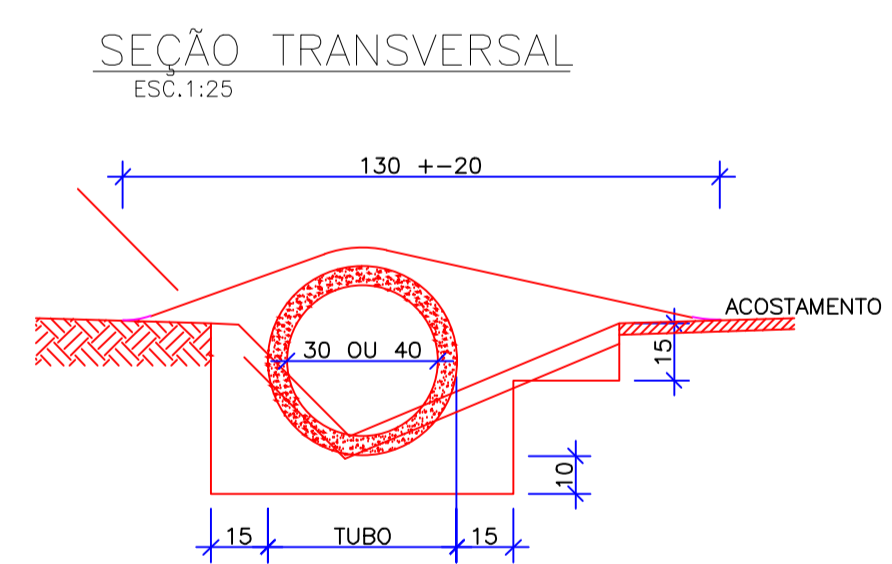 SEÇÃO TRANSVERSAL
ESC.1:25
130 +-20
ACOSTAMENTO
30 OU 40
15
10
15 TUBO 15